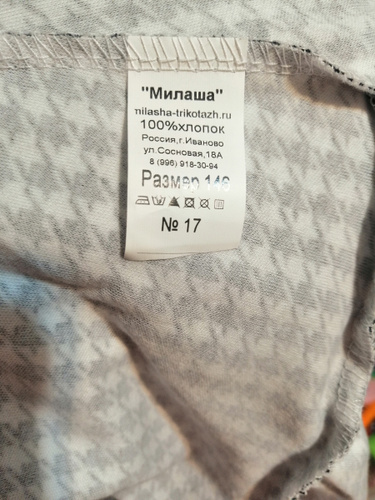 "Милаша"
milasha-trikotazh.ru
100%хлопок
Россия,г.Иваново
ул.Сосновая,18А
8 (996) 918-30-94
Размер 146
№ 17